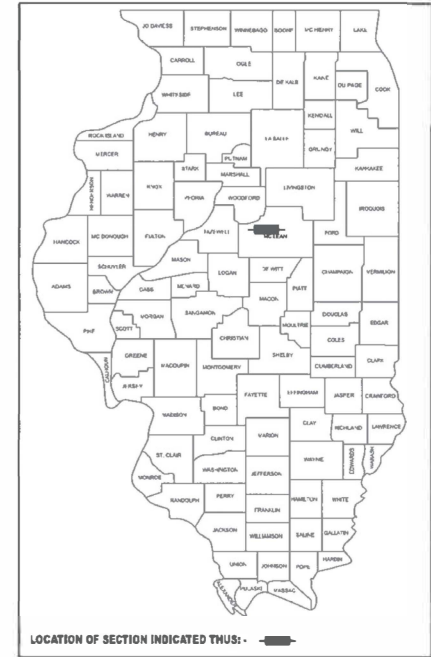 JO DAVIESS STEPHENSON WINNEBAGO BOONE MC HENRY LAKE
CARROLL OGLE
DE KALB KANE COOK
DU PAGE
WHITESIDE LEE
KENDALL
ROCK ISLAND HENRY BUREAU LA SALLE WILL
GRUNDY
MERCER PUTNAM
STARK KANKAKEE
KNOX MARSHALL LIVINGSTON
WARREN PEORIA WOODFORD IROQUOIS
HANCOCK MC DONOUGH FULTON TAZEWELL MC LEAN FORD
MASON
SCHUYLER LOGAN DE WITT CHAMPAIGN VERMILION
ADAMS BROWN CASS MENARD PIATT
MACON
MORGAN SANGAMON DOUGLAS
PIKE SCOTT MOULTRIE COLES EDGAR
CHRISTIAN
GREENE SHELBY CLARK
CALHOUN MACOUPIN MONTGOMERY CUMBERLAND
JERSEY FAYETTE EFFINGHAM JASPER CRAWFORD
MADISON BOND
CLAY RICHLAND LAWRENCE
CLINTON MARION
ST. CLAIR WAYNE EDWARDS WABASH
MONROE WASHINGTON JEFFERSON
RANDOLPH PERRY HAMILTON WHITE
FRANKLIN
JACKSON WILLIAMSON SALINE GALLATIN
UNION JOHNSON POPE HARDIN
ALEXANDER PULASKI MASSAC
LOCATION OF SECTION INDICATED THUS: -